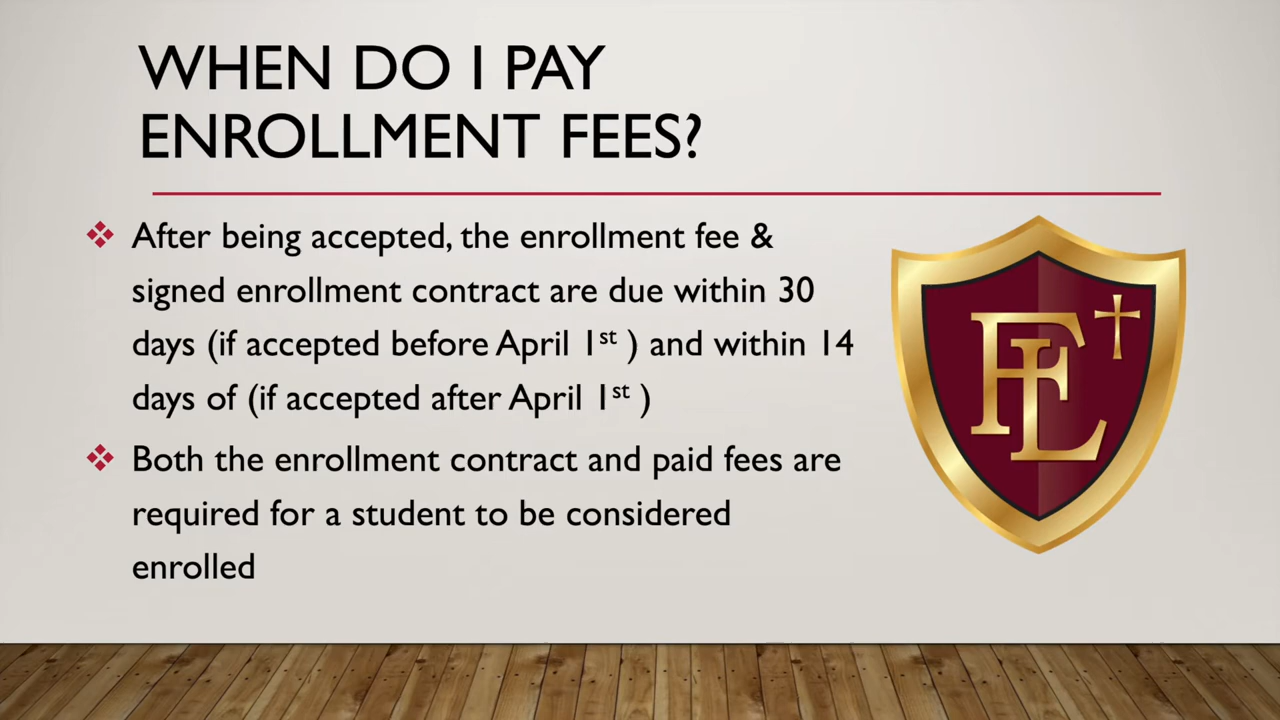 WHEN DO I PAY
ENROLLMENT FEES?
After being accepted, the enrollment fee &
signed enrollment contract are due within 30
days (if accepted before April 1st ) and within 14
days of (if accepted after April 1st )
Both the enrollment contract and paid fees are
required for a student to be considered
enrolled
FL